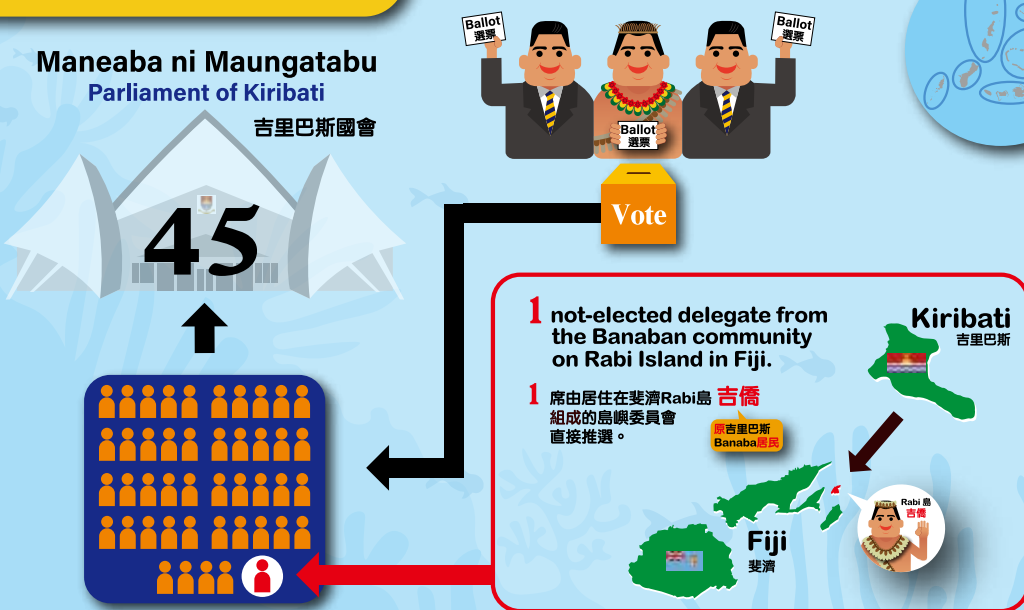 Maneaba ni Maungatabu
Parliament of Kiribati
吉里巴斯國會
45
Ballot
選票
Ballot
選票
Ballot
選票
Vote
1 not-elected delegate from
the Banaban community
on Rabi Island in Fiji.
1 席由居住在斐濟Rabi島 吉僑
組成的島嶼委員會
直接推選。
原吉里巴斯
Banaba居民
Kiribati
吉里巴斯
Rabi 島
吉僑
Fiji
斐濟